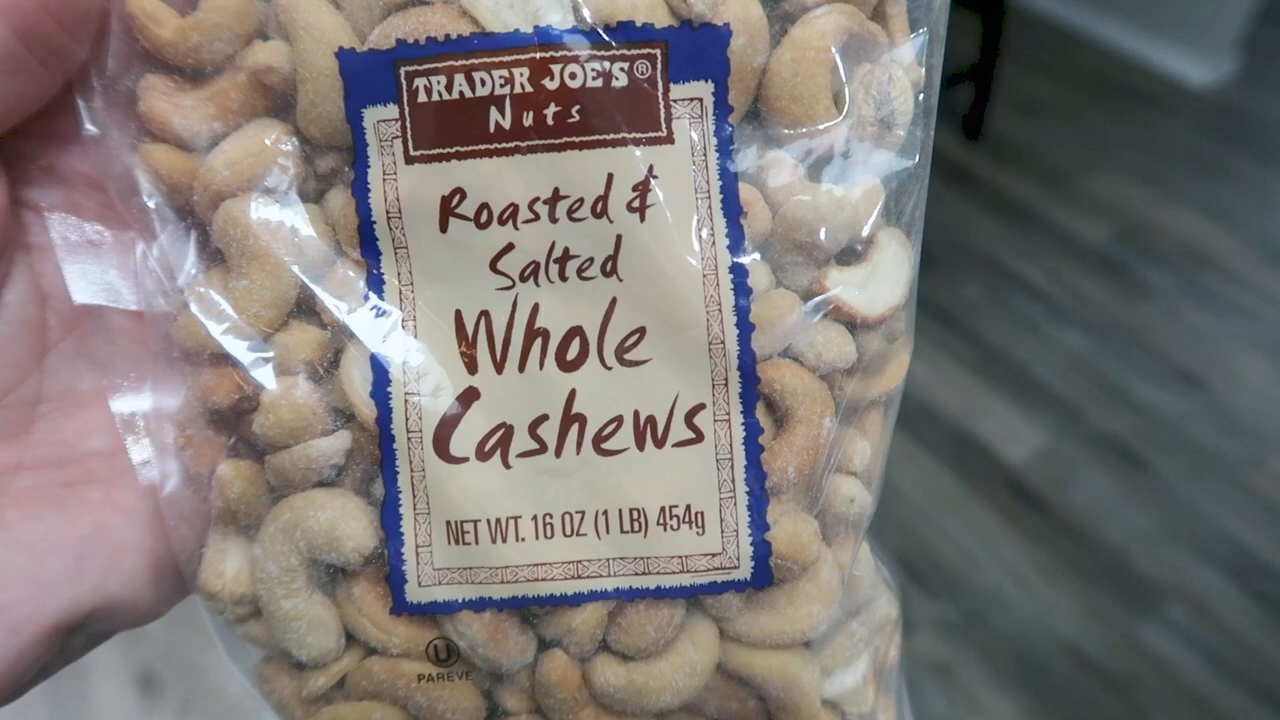 TRADER JOE'S®
Nuts
Roasted &
Salted
Whole
Cashews
NET WT. 16 OZ (1 LB) 454g
U
PAREVE